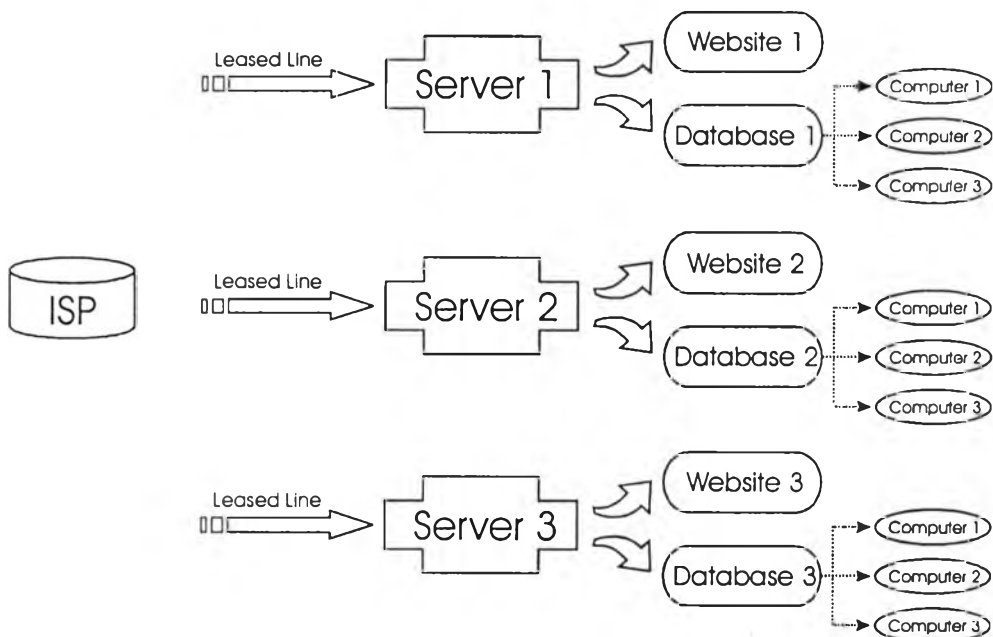 Leased Line
Server 1
Website 1
Database 1
Computer 1
Computer 2
Computer 3
ISP
Leased Line
Server 2
Website 2
Database 2
Computer 1
Computer 2
Computer 3
Leased Line
Server 3
Website 3
Database 3
Computer 1
Computer 2
Computer 3